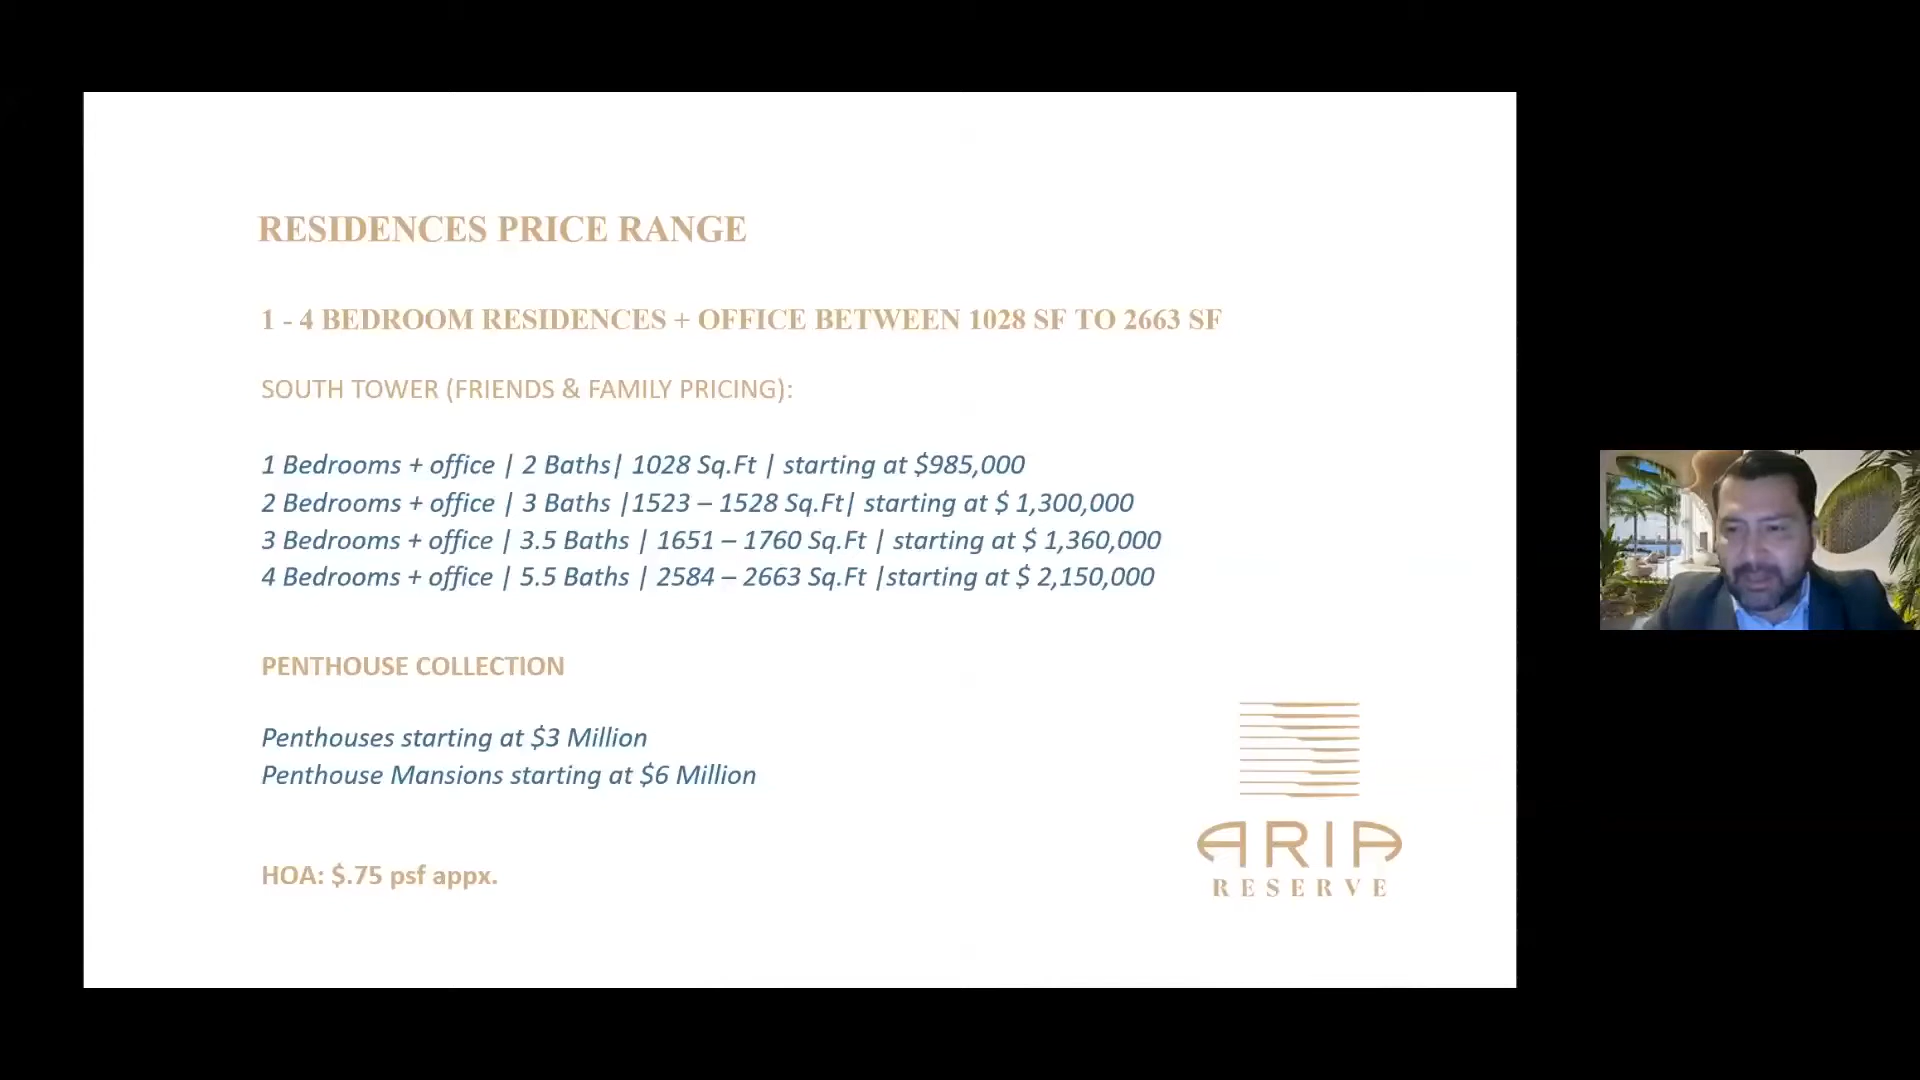 RESIDENCES PRICE RANGE
1 - 4 BEDROOM RESIDENCES + OFFICE BETWEEN 1028 SF TO 2663 SF
SOUTH TOWER (FRIENDS & FAMILY PRICING):
1 Bedrooms + office | 2 Baths| 1028 Sq.Ft | starting at $985,000
2 Bedrooms + office | 3 Baths |1523 – 1528 Sq.Ft| starting at $ 1,300,000
3 Bedrooms + office | 3.5 Baths | 1651 – 1760 Sq.Ft | starting at $ 1,360,000
4 Bedrooms + office | 5.5 Baths | 2584 – 2663 Sq.Ft |starting at $ 2,150,000
PENTHOUSE COLLECTION
Penthouses starting at $3 Million
Penthouse Mansions starting at $6 Million
HOA: $.75 psf appx.
ARIA
RESERVE